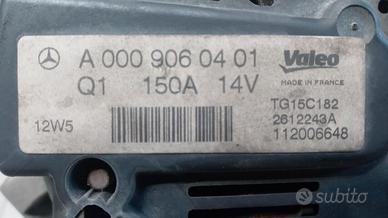 A 000 906 04 01
Valeo
MADE IN FRANCE
Q1 150A 14V
TG15C182
12W5
2612243A
112006648
subito